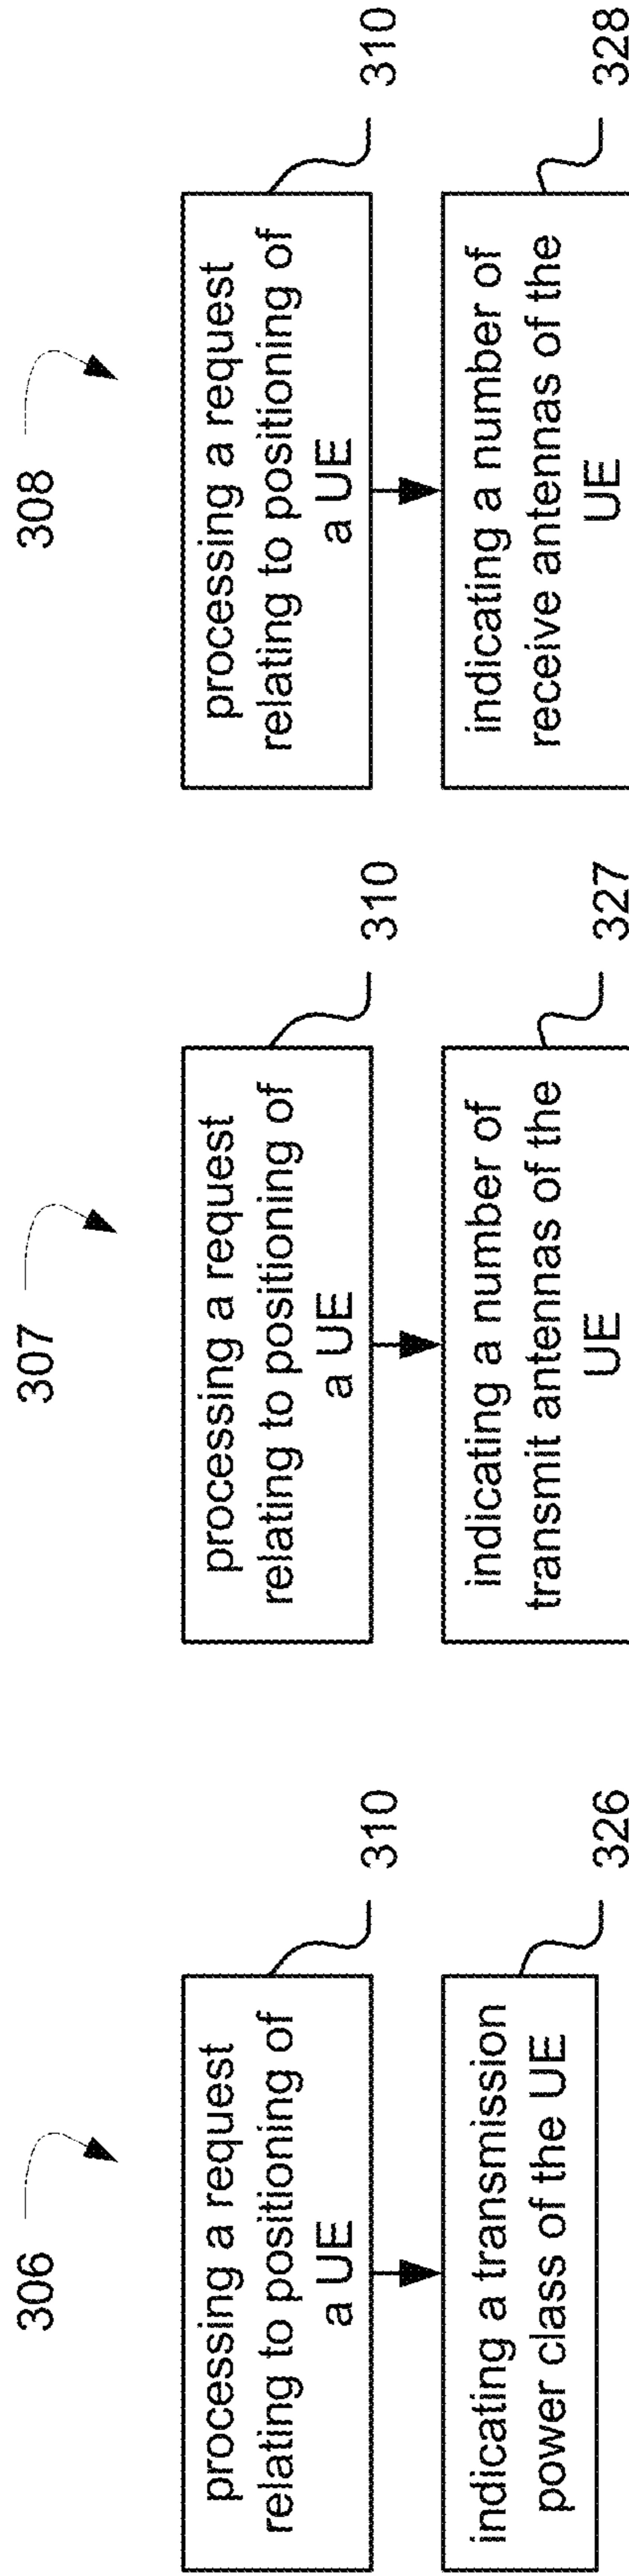 306
processing a request
relating to positioning of
a UE
310
indicating a transmission
power class of the UE
326
307
processing a request
relating to positioning of
a UE
310
indicating a number of
transmit antennas of the
UE
327
308
processing a request
relating to positioning of
a UE
310
indicating a number of
receive antennas of the
UE
328